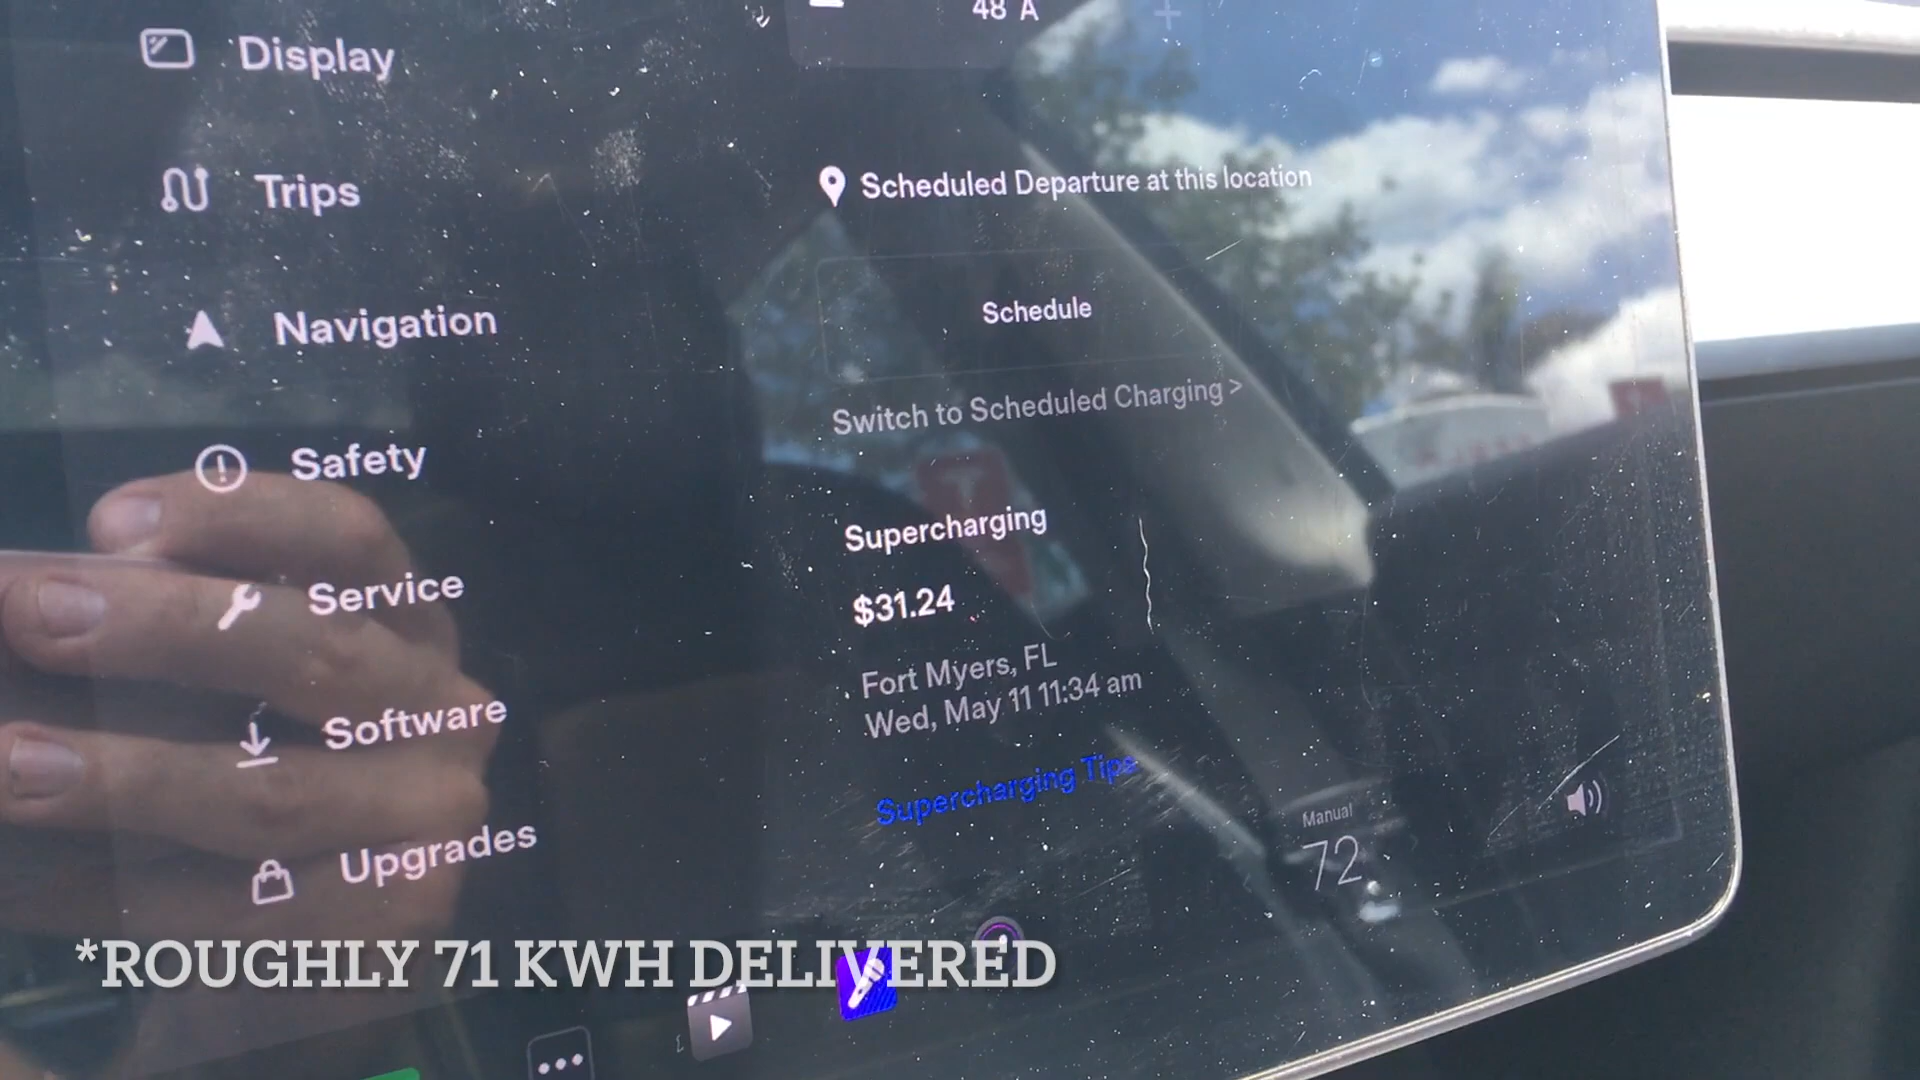 Display
Trips
Navigation
Safety
Service
Software
Upgrades
48 A
Scheduled Departure at this location
Schedule
Switch to Scheduled Charging >
Supercharging
$31.24
Fort Myers, FL
Wed, May 11 11:34 am
Supercharging Tips
Manual
72
*ROUGHLY 71 KWH DELIVERED